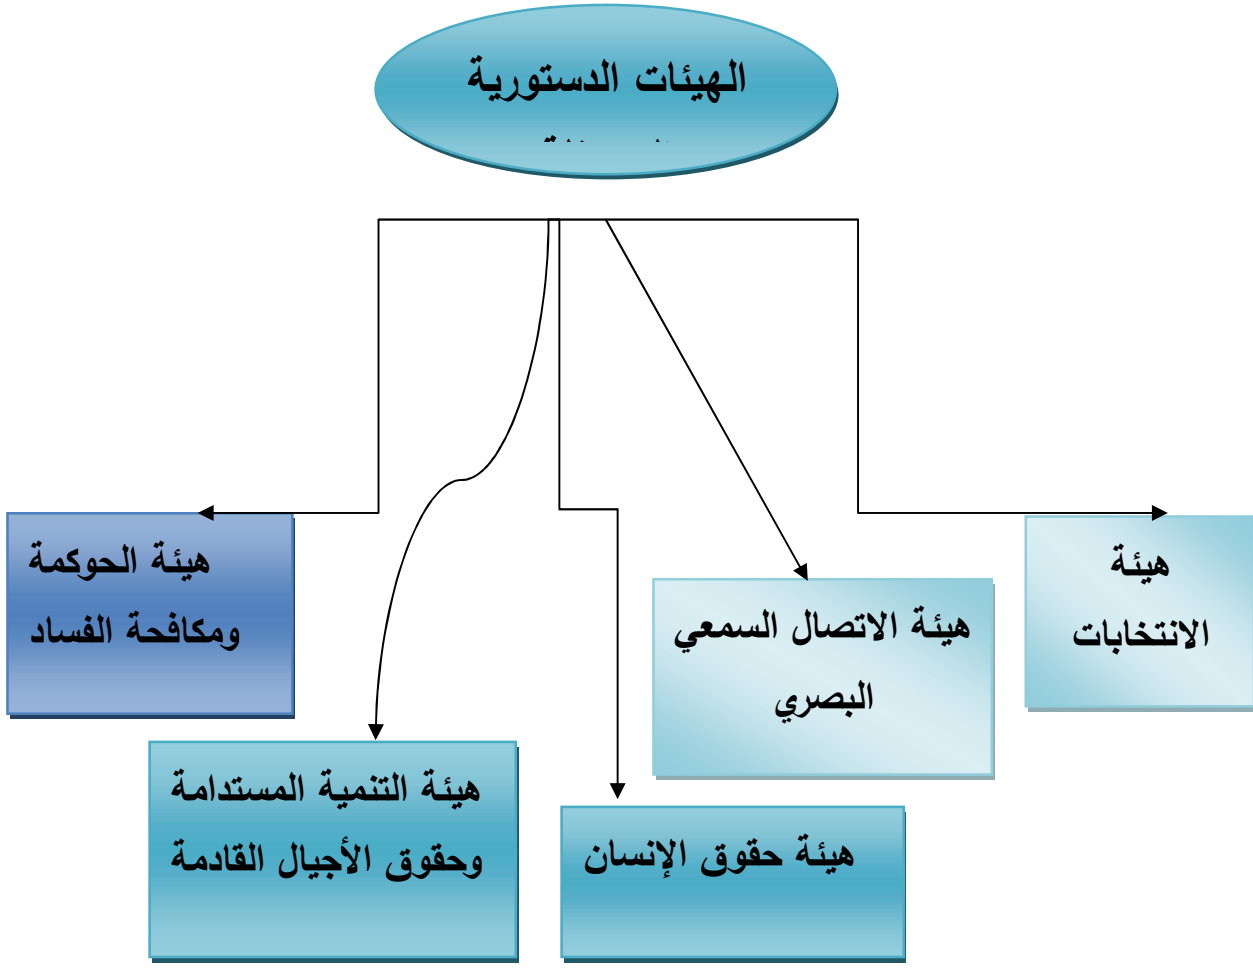 الهيئات الدستورية
هيئة
الانتخابات
هيئة الاتصال السمعي
البصري
هيئة حقوق الإنسان
هيئة التنمية المستدامة
وحقوق الأجيال القادمة
هيئة الحوكمة
ومكافحة الفساد